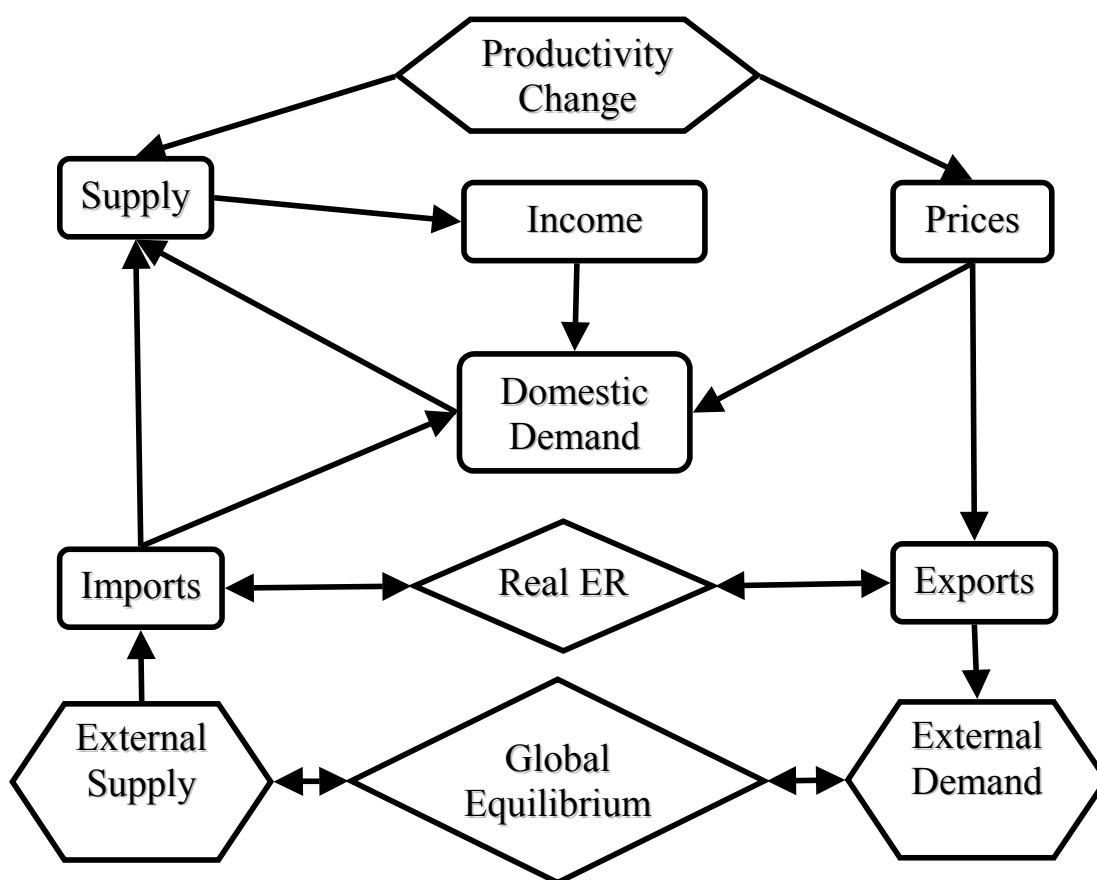 Productivity
Change
Supply
Income
Prices
Domestic
Demand
Imports
Real ER
Exports
External
Supply
Global
Equilibrium
External
Demand